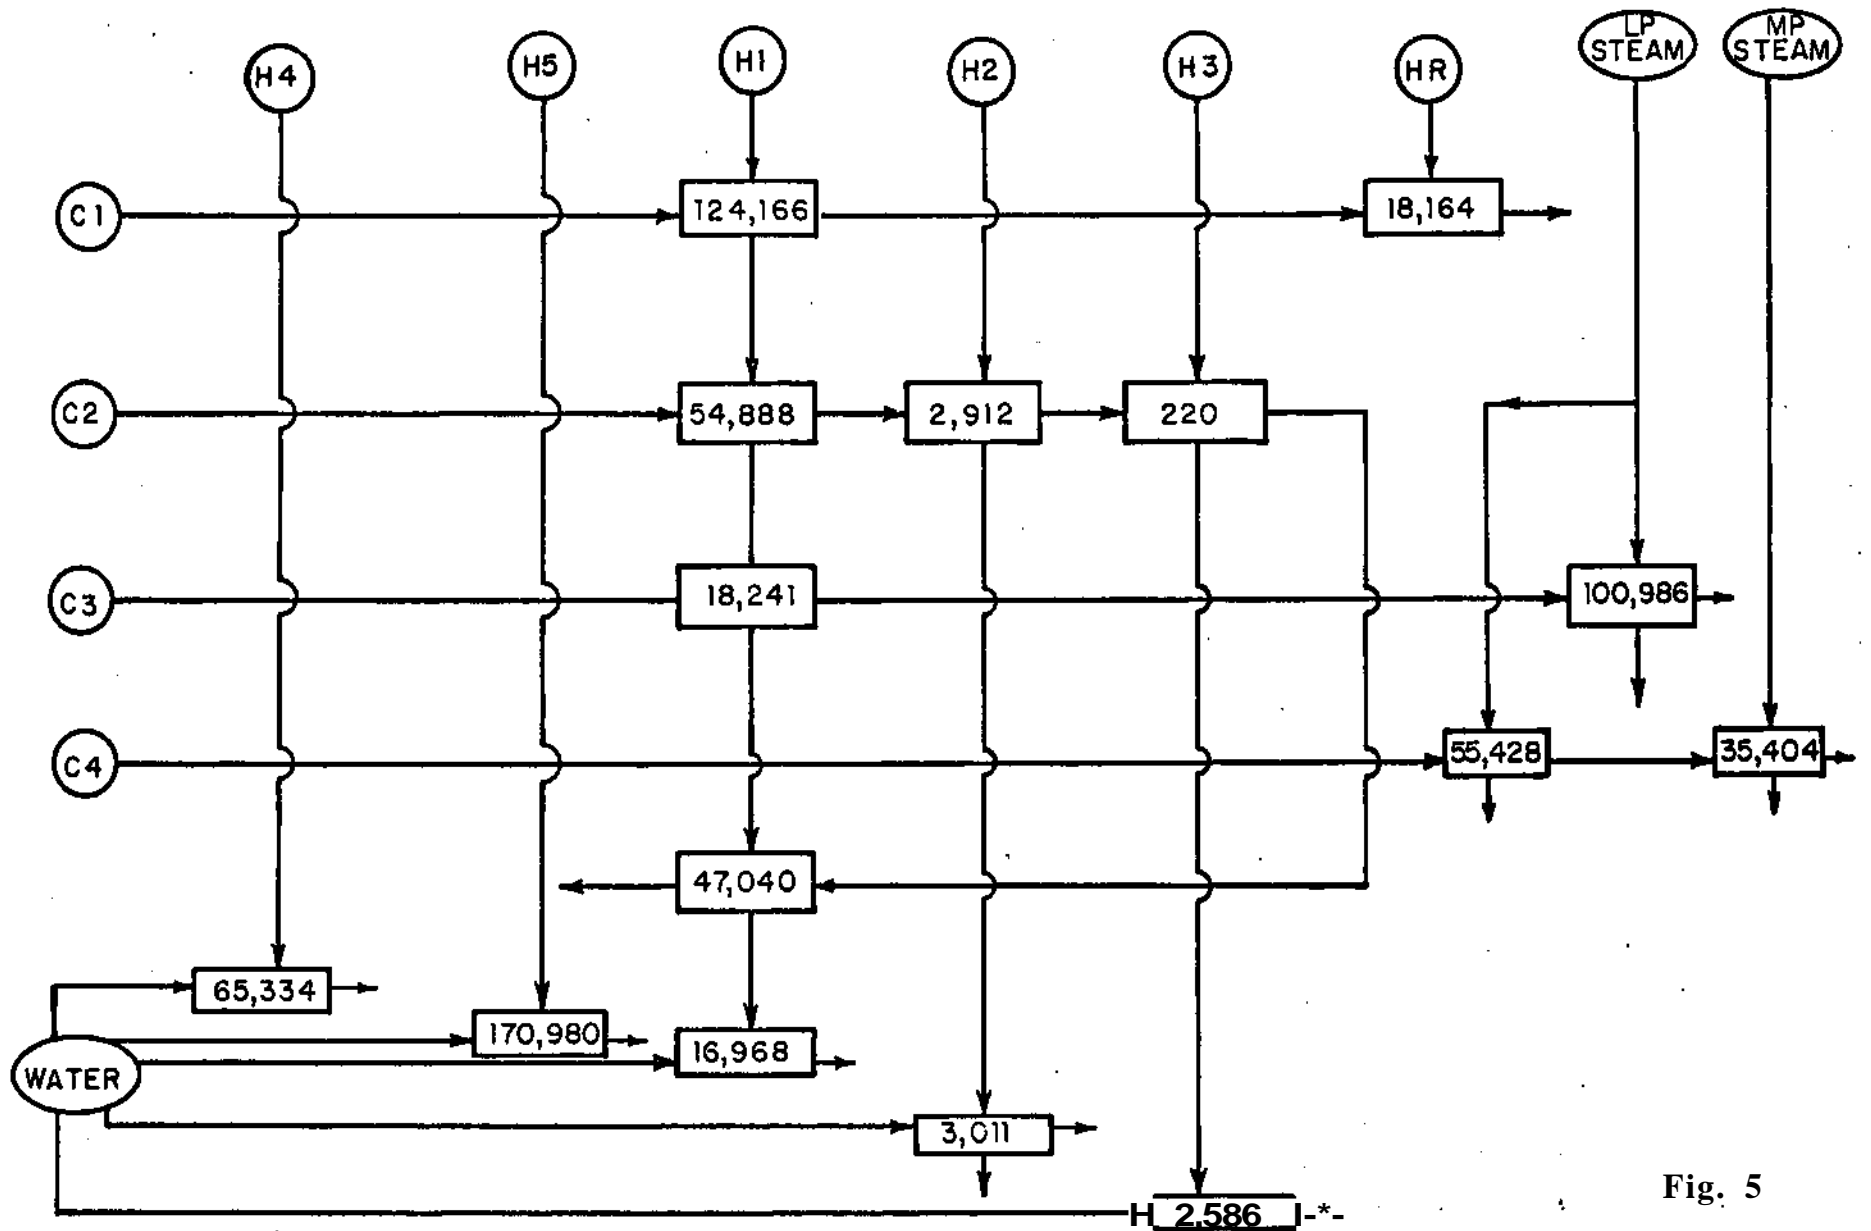 H4
H5
H1
H2
H3
HR
LP
STEAM
MP
STEAM
C1
124,166
18,164
C2
54,888
2,912
220
C3
18,241
100,986
C4
55,428
35,404
47,040
65,334
170,980
16,968
WATER
3,011
H 2,586 I-*-
Fig. 5